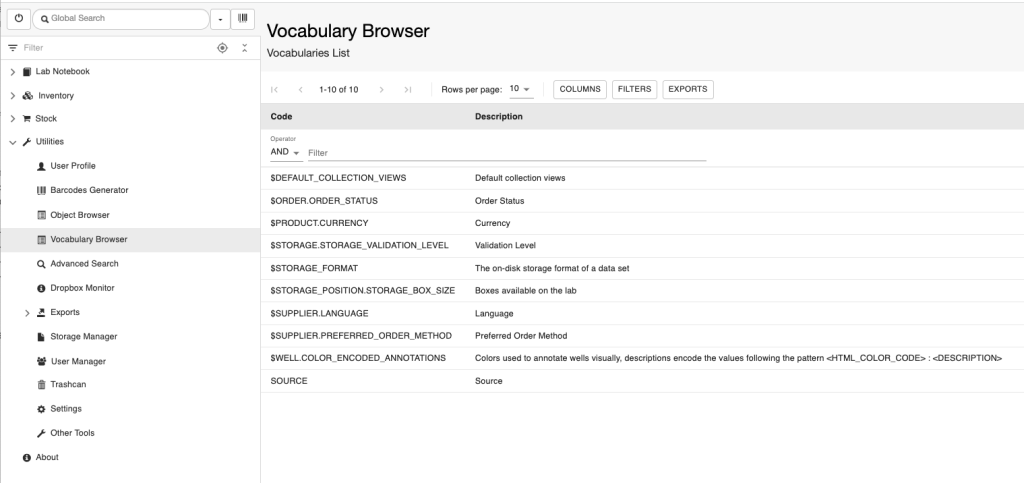 Global Search
Filter
Lab Notebook
Inventory
Stock
Utilities
User Profile
Barcodes Generator
Object Browser
Vocabulary Browser
Advanced Search
Dropbox Monitor
Exports
Storage Manager
User Manager
Trashcan
Settings
Other Tools
About
Vocabulary Browser
Vocabularies List
1-10 of 10 Rows per page: 10 COLUMNS FILTERS EXPORTS
Code Description
Operator
AND Filter
$DEFAULT_COLLECTION_VIEWS Default collection views
$ORDER.ORDER_STATUS Order Status
$PRODUCT.CURRENCY Currency
$STORAGE.STORAGE_VALIDATION_LEVEL Validation Level
$STORAGE_FORMAT The on-disk storage format of a data set
$STORAGE_POSITION.STORAGE_BOX_SIZE Boxes available on the lab
$SUPPLIER.LANGUAGE Language
$SUPPLIER.PREFERRED_ORDER_METHOD Preferred Order Method
$WELL.COLOR_ENCODED_ANNOTATIONS Colors used to annotate wells visually, descriptions encode the values following the pattern <HTML_COLOR_CODE> : <DESCRIPTION>
SOURCE Source